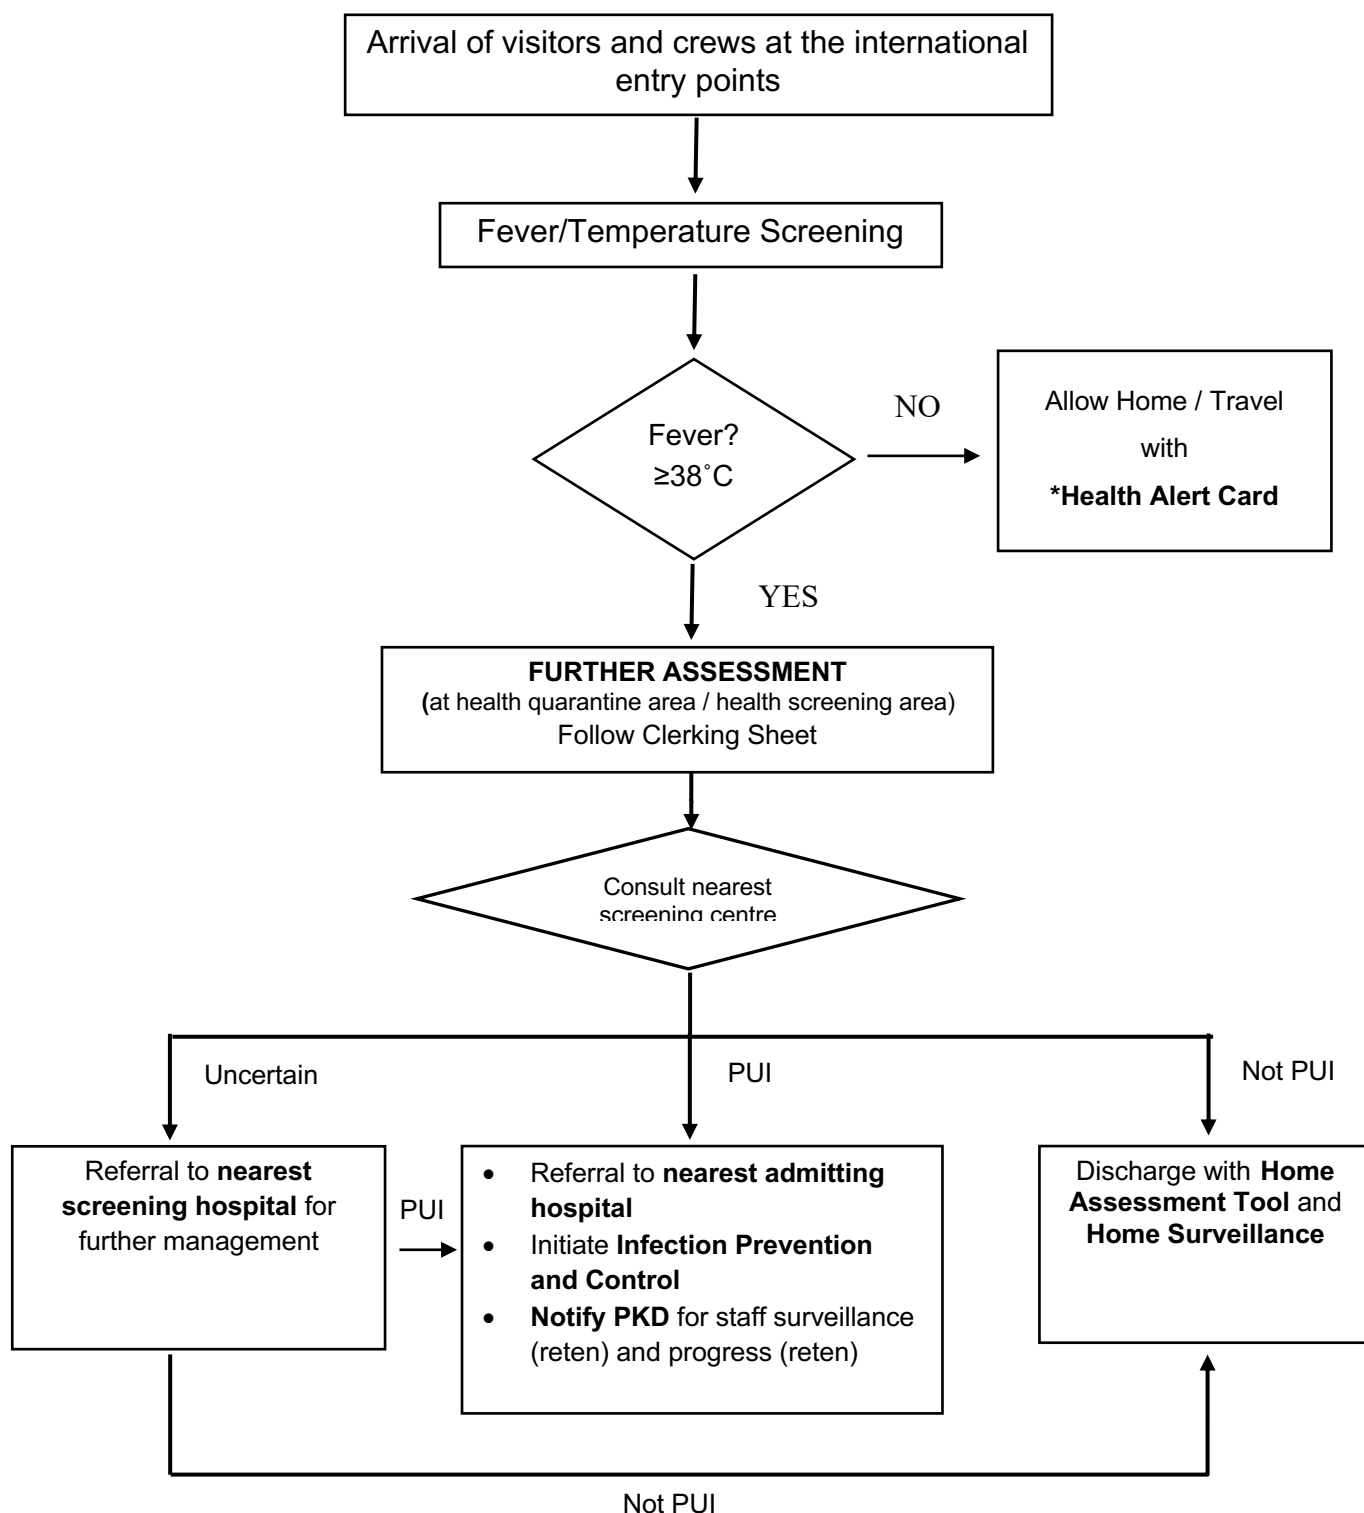 Arrival of visitors and crews at the international
entry points
Fever/Temperature Screening
Fever?
≥38˚C
NO
Allow Home / Travel
with
*Health Alert Card
YES
FURTHER ASSESSMENT
(at health quarantine area / health screening area)
Follow Clerking Sheet
Consult nearest
screening centre
Uncertain
PUI
Not PUI
Referral to nearest
screening hospital for
further management
PUI
• Referral to nearest admitting
hospital
• Initiate Infection Prevention
and Control
• Notify PKD for staff surveillance
(reten) and progress (reten)
Discharge with Home
Assessment Tool and
Home Surveillance
Not PUI